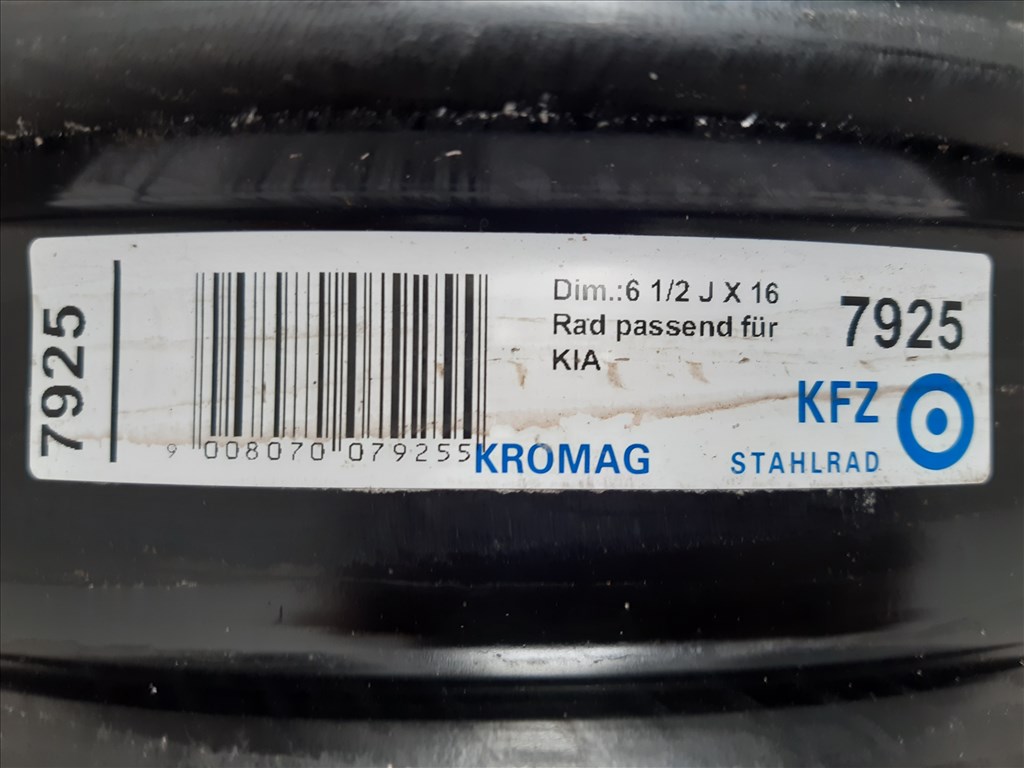 7925
9 008070 079255
Dim.:6 1/2 J X 16
Rad passend für
KIA
7925
KROMAG
KFZ
STAHLRAD